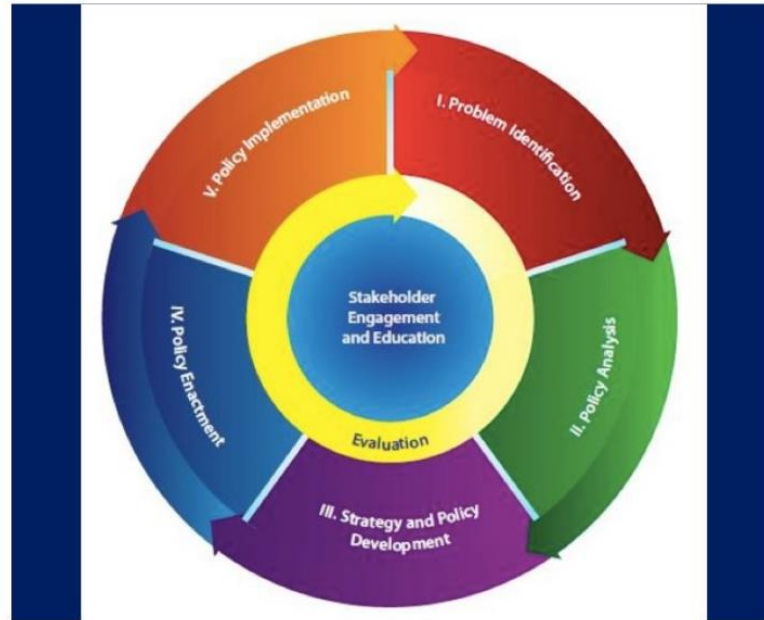 I. Problem Identification
II. Policy Analysis
III. Strategy and Policy
Development
IV. Policy Enactment
V. Policy Implementation
Stakeholder
Engagement
and Education
Evaluation